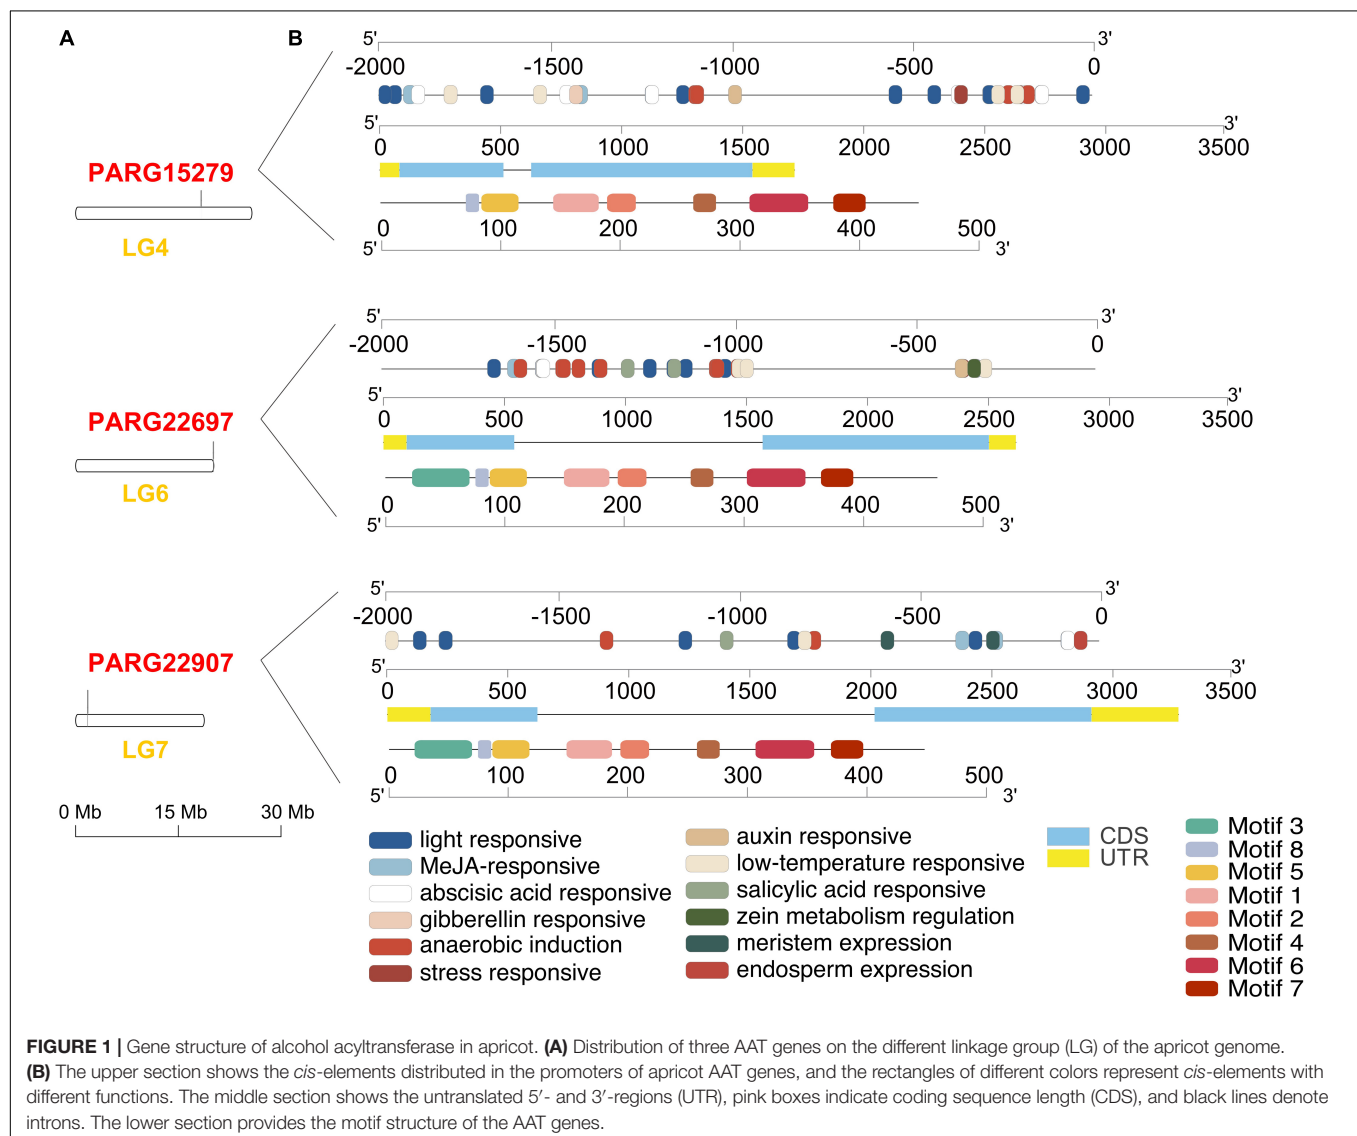 A
B
5' 3'
-2000 -1500 -1000 -500 0
5' 3'
0 500 1000 1500 2000 2500 3000 3500
PARG15279
LG4
0 100 200 300 400 500
5' 3'
5' 3'
-2000 -1500 -1000 -500 0
5' 3'
0 500 1000 1500 2000 2500 3000 3500
PARG22697
LG6
0 100 200 300 400 500
5' 3'
5' 3'
-2000 -1500 -1000 -500 0
5' 3'
0 500 1000 1500 2000 2500 3000 3500
PARG22907
LG7
0 100 200 300 400 500
5' 3'
0 Mb 15 Mb 30 Mb
light responsive
MeJA-responsive
abscisic acid responsive
gibberellin responsive
anaerobic induction
stress responsive
auxin responsive
low-temperature responsive
salicylic acid responsive
zein metabolism regulation
meristem expression
endosperm expression
CDS
UTR
Motif 3
Motif 8
Motif 5
Motif 1
Motif 2
Motif 4
Motif 6
Motif 7
FIGURE 1 | Gene structure of alcohol acyltransferase in apricot. (A) Distribution of three AAT genes on the different linkage group (LG) of the apricot genome.
(B) The upper section shows the cis-elements distributed in the promoters of apricot AAT genes, and the rectangles of different colors represent cis-elements with
different functions. The middle section shows the untranslated 5′- and 3′-regions (UTR), pink boxes indicate coding sequence length (CDS), and black lines denote
introns. The lower section provides the motif structure of the AAT genes.